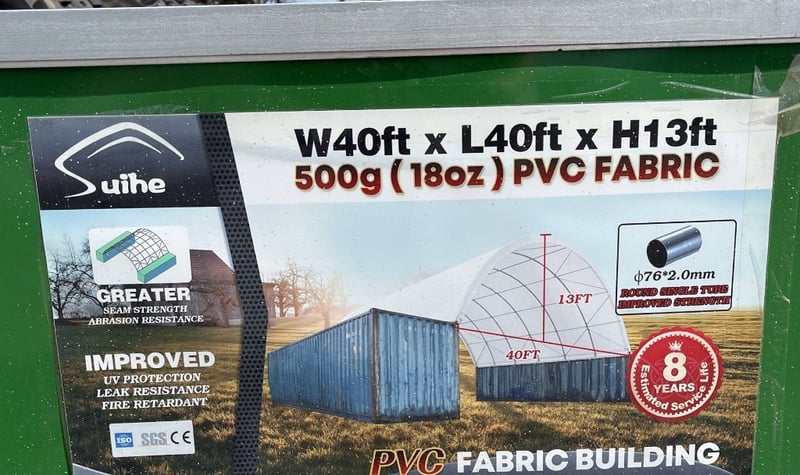 W40ft x L40ft x H13ft
500g ( 18oz ) PVC FABRIC
Suihe
GREATER
SEAM STRENGTH
ABRASION RESISTANCE
IMPROVED
UV PROTECTION
LEAK RESISTANCE
FIRE RETARDANT
ISO SGS CE
13FT
40FT
ф76*2.0mm
ROUND SINGLE TUBE
IMPROVED STRENGTH
8
YEARS
Estimated Service Life
PVC FABRIC BUILDING